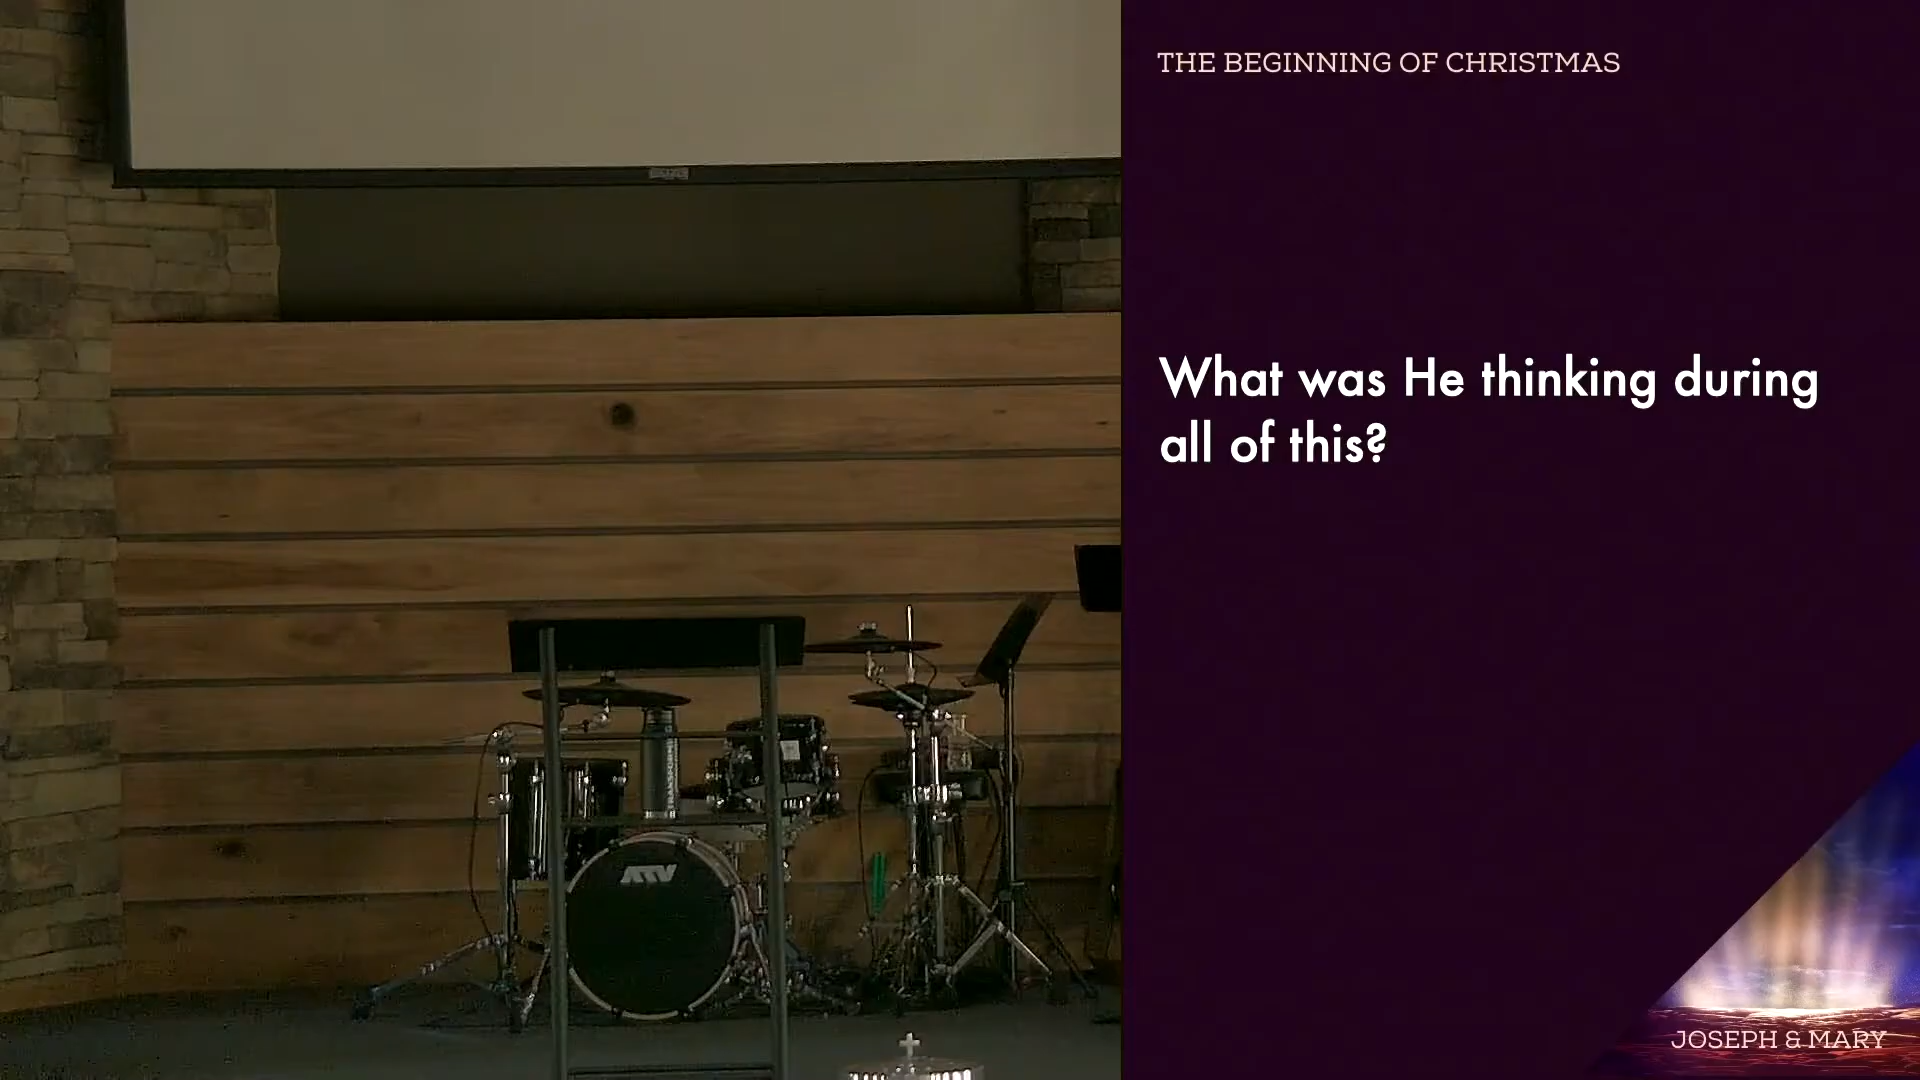 THE BEGINNING OF CHRISTMAS
What was He thinking during
all of this?
ATV
JOSEPH & MARY